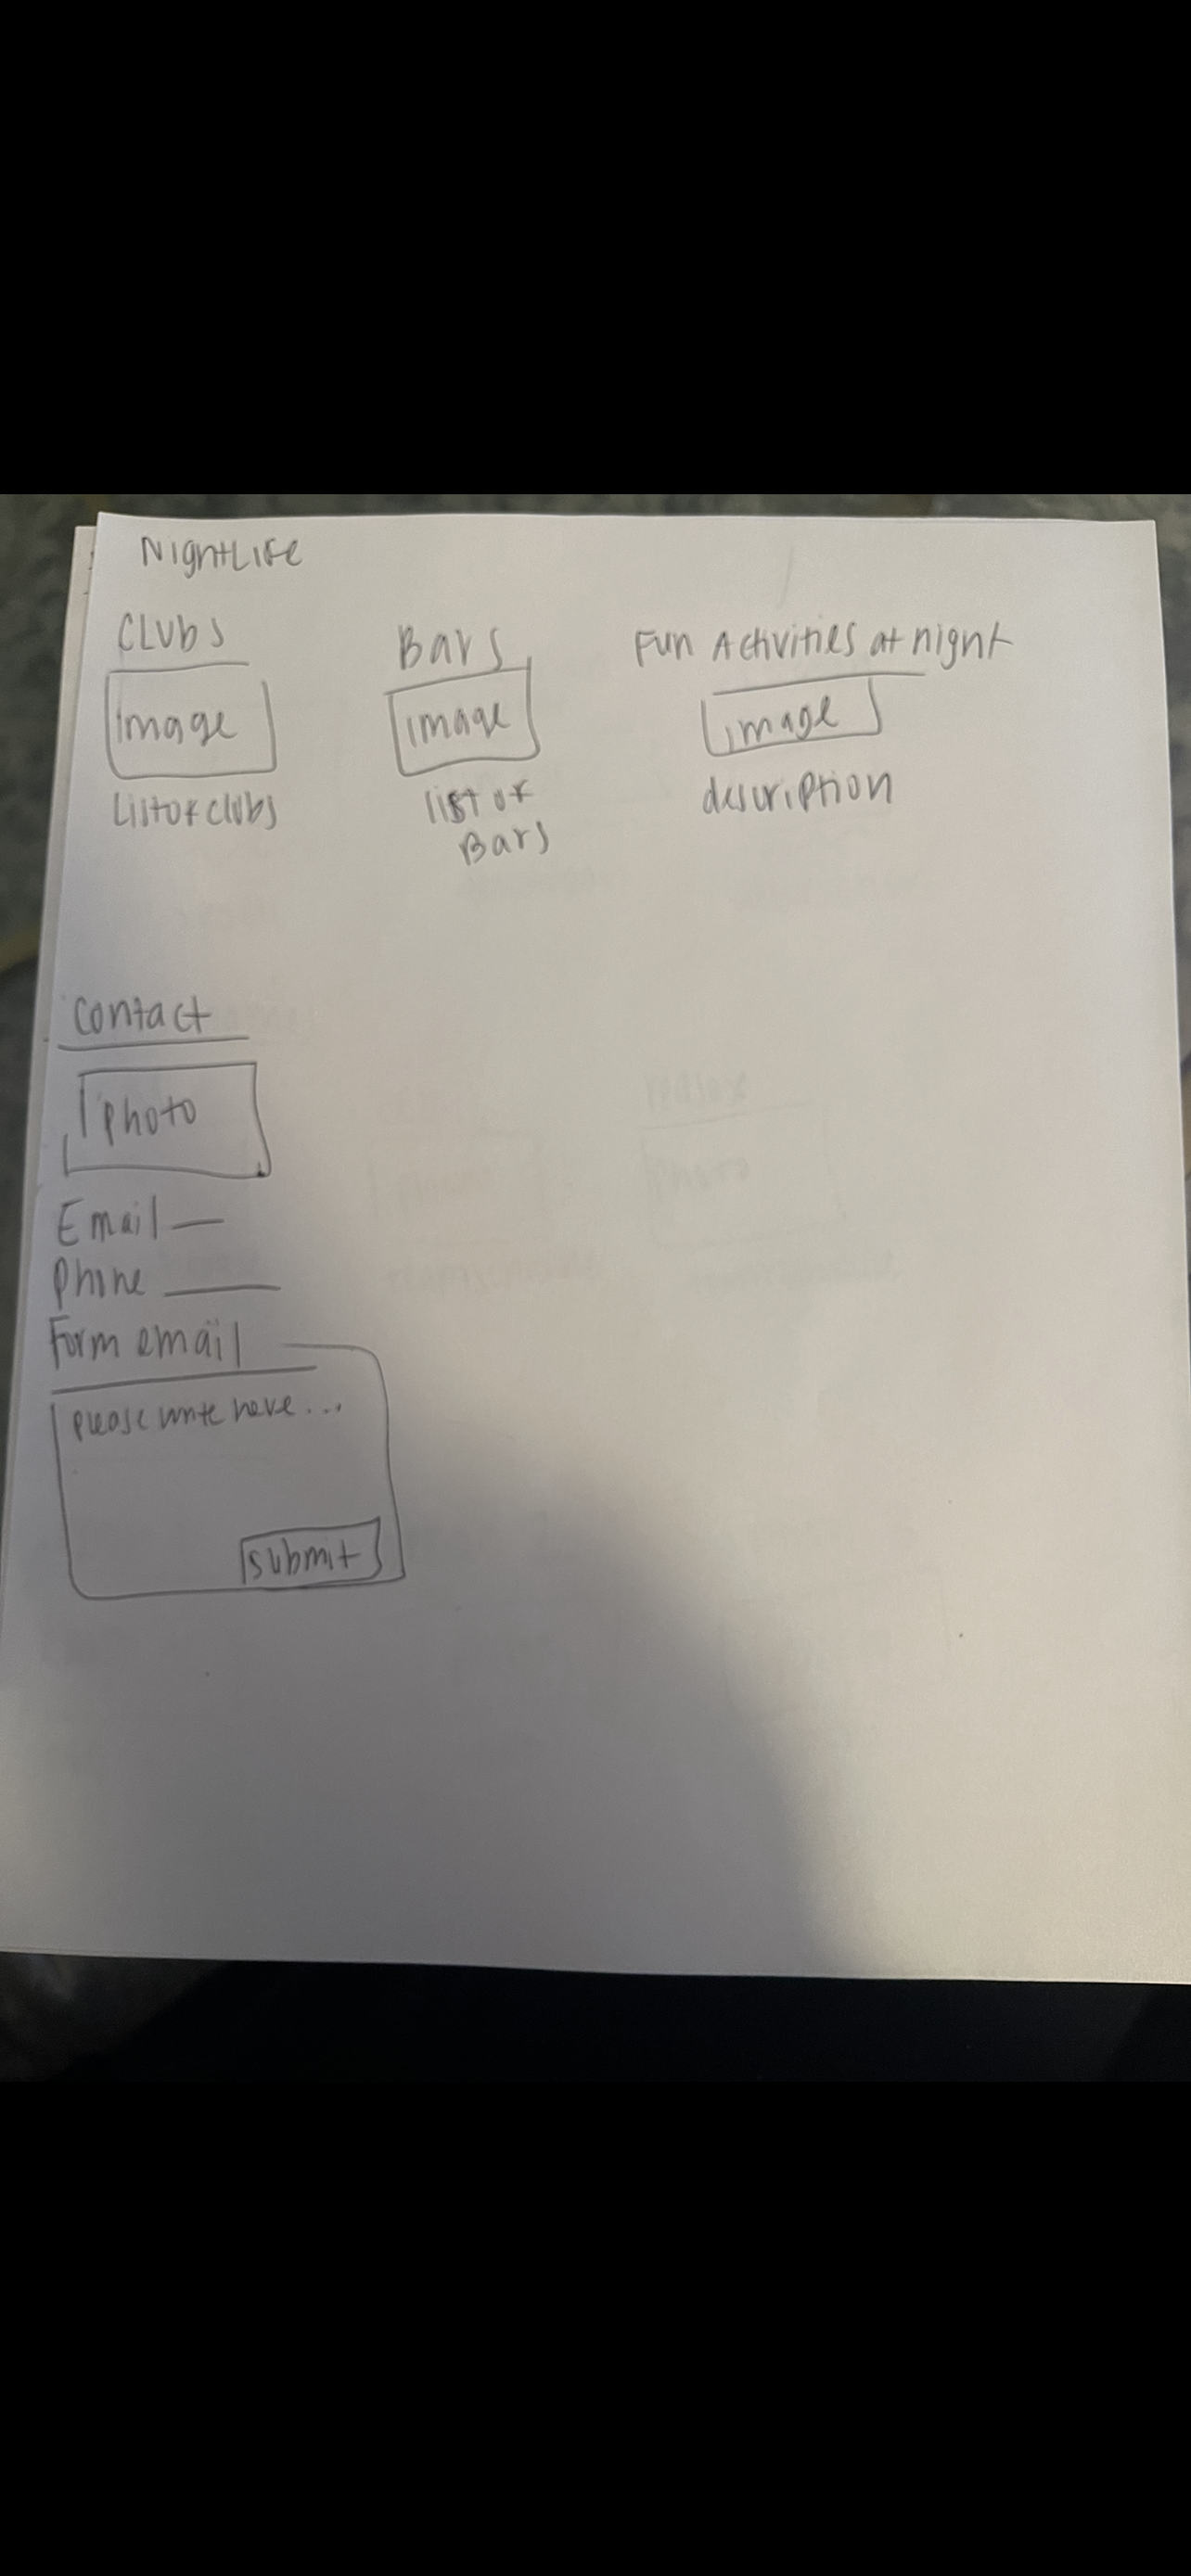 NightLife
CLUbS
Bars
Fun Activities at night
image
image
image
List of clubs
list of
Bars
description
Contact
photo
Email
Phone
Form email
please write here...
submit